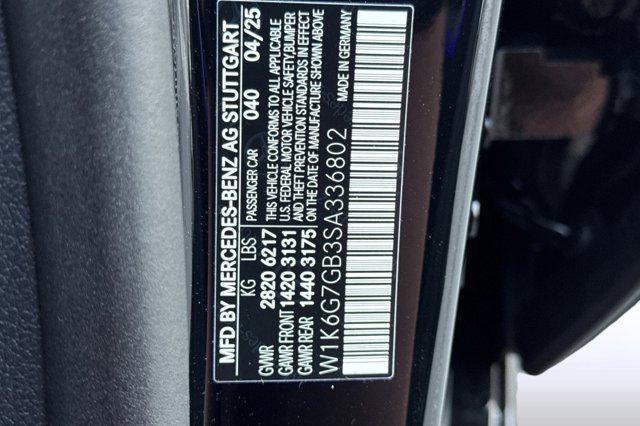 MFD BY MERCEDES-BENZ AG STUTTGART
KG LBS PASSENGER CAR 040 04/25
GVWR 2820 6217 THIS VEHICLE CONFORMS TO ALL APPLICABLE
GAWR FRONT 1420 3131 U.S. FEDERAL MOTOR VEHICLE SAFETY, BUMPER
GAWR REAR 1440 3175 AND THEFT PREVENTION STANDARDS IN EFFECT
ON THE DATE OF MANUFACTURE SHOWN ABOVE
W1K6G7GB3SA336802 MADE IN GERMANY